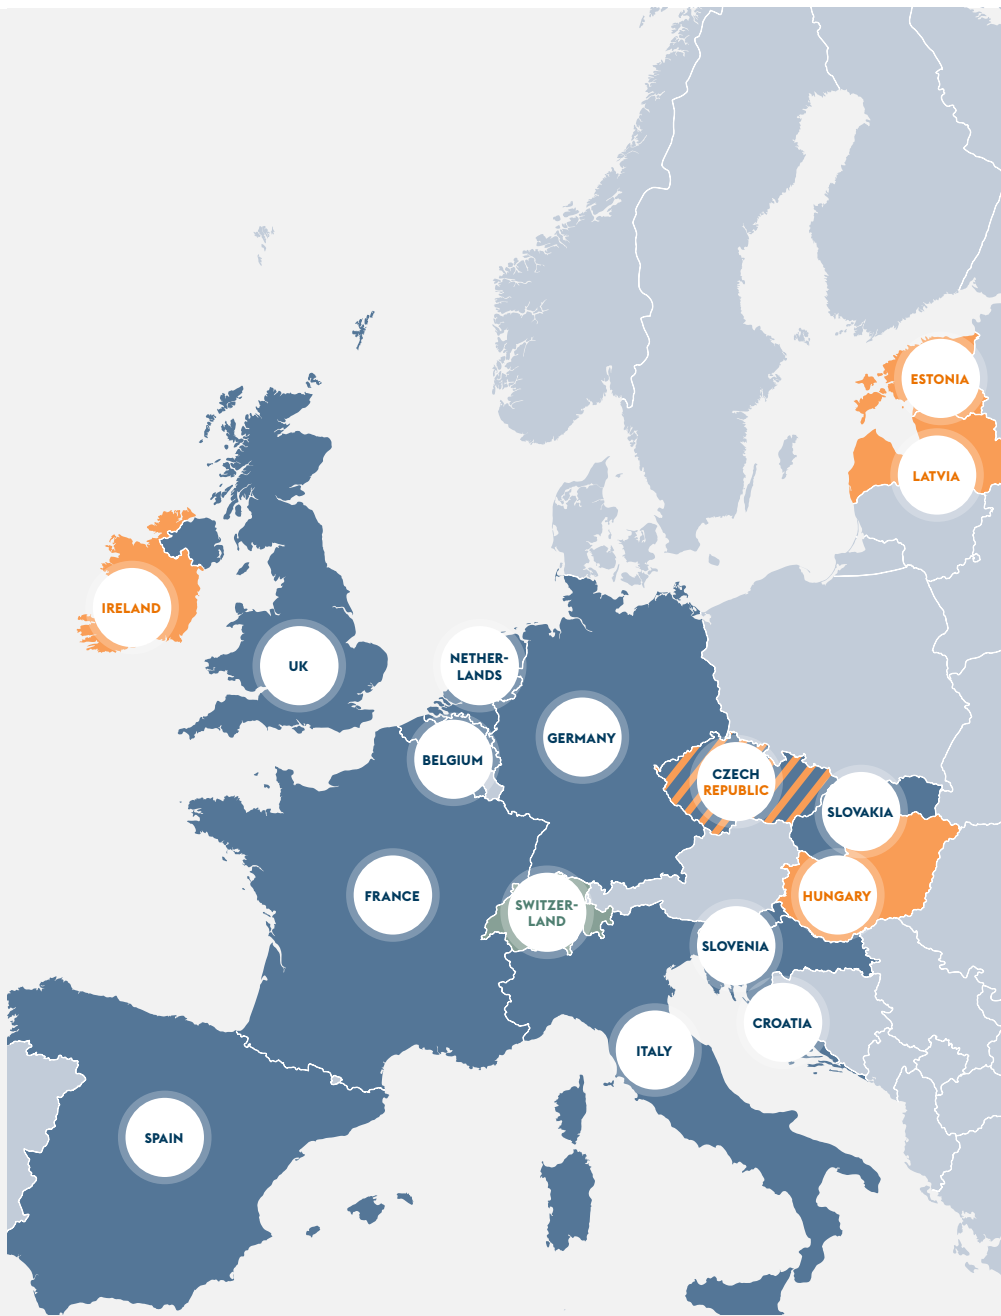 ESTONIA
LATVIA
IRELAND
UK
NETHER-
LANDS
GERMANY
BELGIUM
CZECH
REPUBLIC
SLOVAKIA
FRANCE
SWITZER-
LAND
HUNGARY
SLOVENIA
CROATIA
ITALY
SPAIN